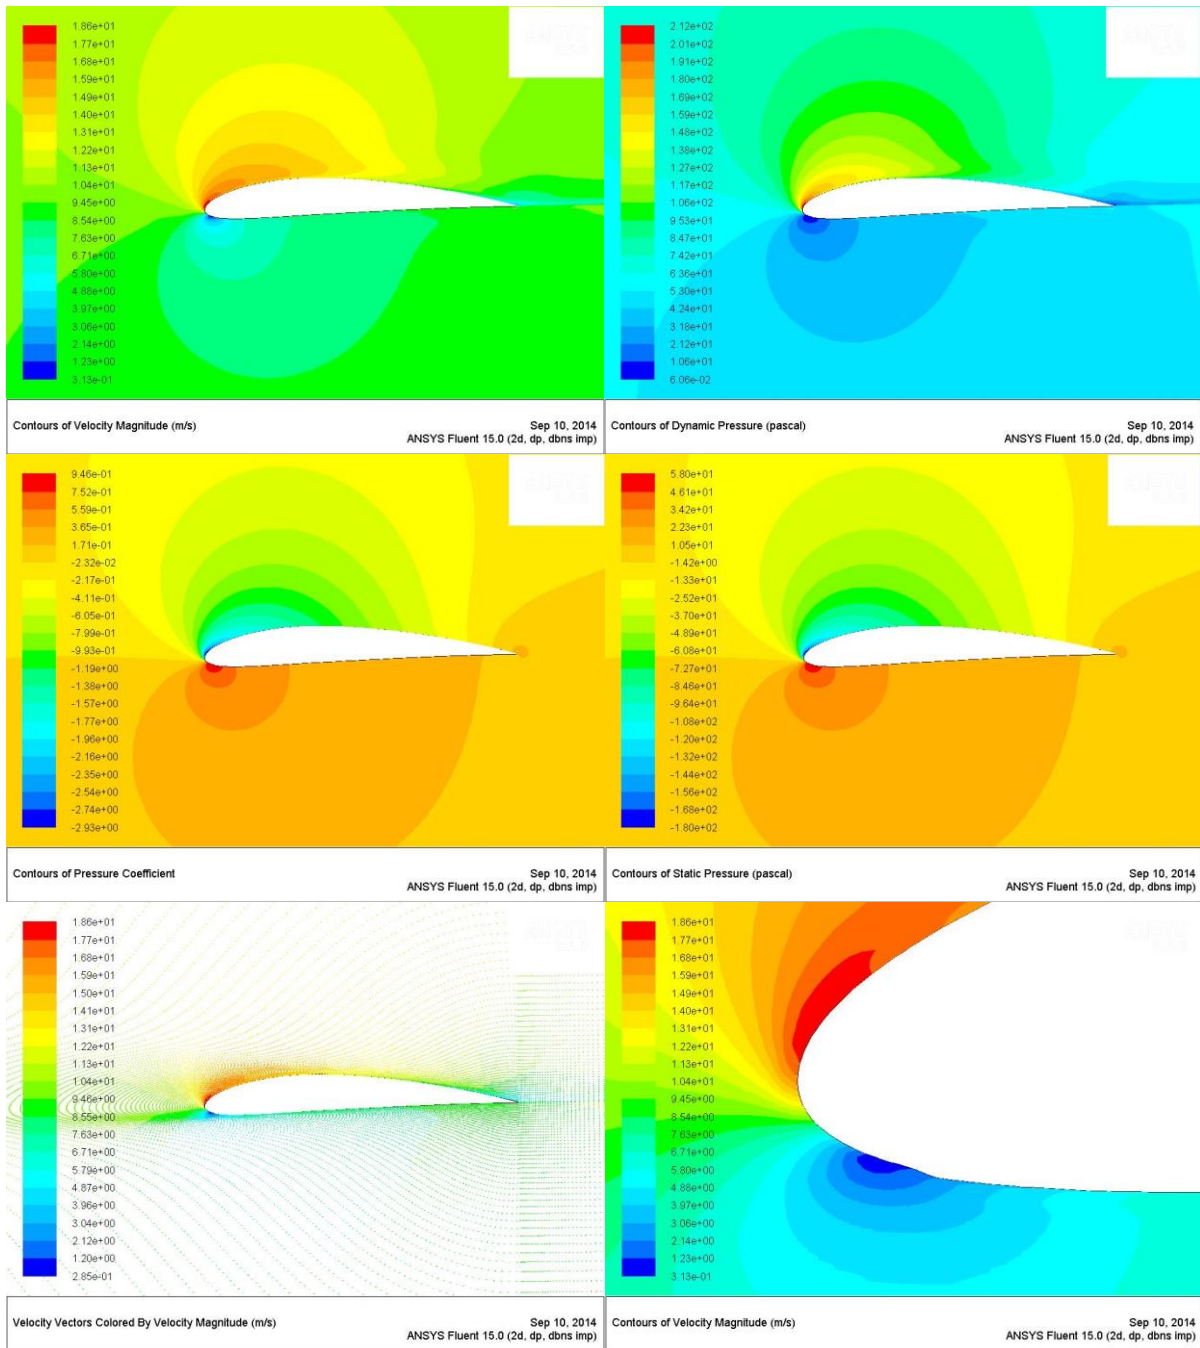 1.86e+01
1.77e+01
1.68e+01
1.59e+01
1.49e+01
1.40e+01
1.31e+01
1.22e+01
1.13e+01
1.04e+01
9.45e+00
8.54e+00
7.63e+00
6.71e+00
5.80e+00
4.88e+00
3.97e+00
3.06e+00
2.14e+00
1.23e+00
3.13e-01
Contours of Velocity Magnitude (m/s)
Sep 10, 2014
ANSYS Fluent 15.0 (2d, dp, dbns imp)
2.12e+02
2.01e+02
1.91e+02
1.80e+02
1.69e+02
1.59e+02
1.48e+02
1.38e+02
1.27e+02
1.17e+02
1.06e+02
9.53e+01
8.47e+01
7.42e+01
6.36e+01
5.30e+01
4.24e+01
3.18e+01
2.12e+01
1.06e+01
6.06e-02
Contours of Dynamic Pressure (pascal)
Sep 10, 2014
ANSYS Fluent 15.0 (2d, dp, dbns imp)
9.46e-01
7.52e-01
5.59e-01
3.65e-01
1.71e-01
-2.32e-02
-2.17e-01
-4.11e-01
-6.05e-01
-7.99e-01
-9.93e-01
-1.19e+00
-1.38e+00
-1.57e+00
-1.77e+00
-1.96e+00
-2.16e+00
-2.35e+00
-2.54e+00
-2.74e+00
-2.93e+00
Contours of Pressure Coefficient
Sep 10, 2014
ANSYS Fluent 15.0 (2d, dp, dbns imp)
5.80e+01
4.61e+01
3.42e+01
2.23e+01
1.05e+01
-1.42e+00
-1.33e+01
-2.52e+01
-3.70e+01
-4.89e+01
-6.08e+01
-7.27e+01
-8.46e+01
-9.64e+01
-1.08e+02
-1.20e+02
-1.32e+02
-1.44e+02
-1.56e+02
-1.68e+02
-1.80e+02
Contours of Static Pressure (pascal)
Sep 10, 2014
ANSYS Fluent 15.0 (2d, dp, dbns imp)
1.86e+01
1.77e+01
1.68e+01
1.59e+01
1.50e+01
1.41e+01
1.31e+01
1.22e+01
1.13e+01
1.04e+01
9.46e+00
8.55e+00
7.63e+00
6.71e+00
5.79e+00
4.87e+00
3.96e+00
3.04e+00
2.12e+00
1.20e+00
2.85e-01
Velocity Vectors Colored By Velocity Magnitude (m/s)
Sep 10, 2014
ANSYS Fluent 15.0 (2d, dp, dbns imp)
1.86e+01
1.77e+01
1.68e+01
1.59e+01
1.49e+01
1.40e+01
1.31e+01
1.22e+01
1.13e+01
1.04e+01
9.45e+00
8.54e+00
7.63e+00
6.71e+00
5.80e+00
4.88e+00
3.97e+00
3.06e+00
2.14e+00
1.23e+00
3.13e-01
Contours of Velocity Magnitude (m/s)
Sep 10, 2014
ANSYS Fluent 15.0 (2d, dp, dbns imp)